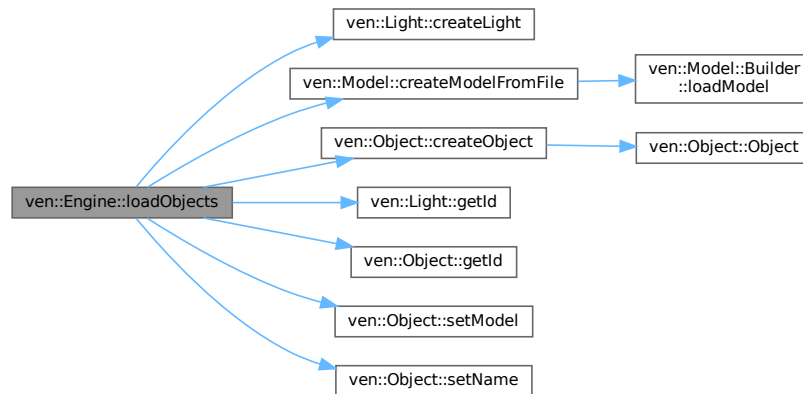 ven::Engine::loadObjects
ven::Light::createLight
ven::Model::createModelFromFile
ven::Model::Builder
::loadModel
ven::Object::createObject
ven::Object::Object
ven::Light::getId
ven::Object::getId
ven::Object::setModel
ven::Object::setName